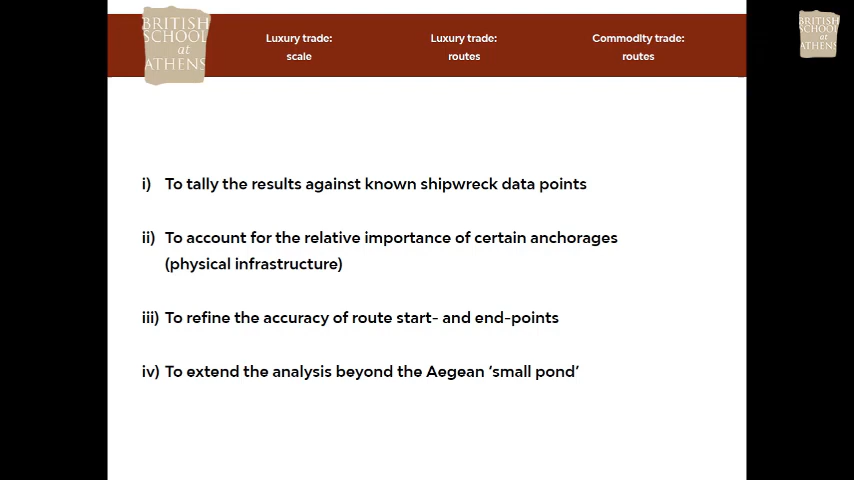 BRITISH
SCHOOL
at
ATHENS
Luxury trade:
scale
Luxury trade:
routes
Commodity trade:
routes
BRITISH
SCHOOL
at
ATHENS
i) To tally the results against known shipwreck data points
ii) To account for the relative importance of certain anchorages
(physical infrastructure)
iii) To refine the accuracy of route start- and end-points
iv) To extend the analysis beyond the Aegean ‘small pond’